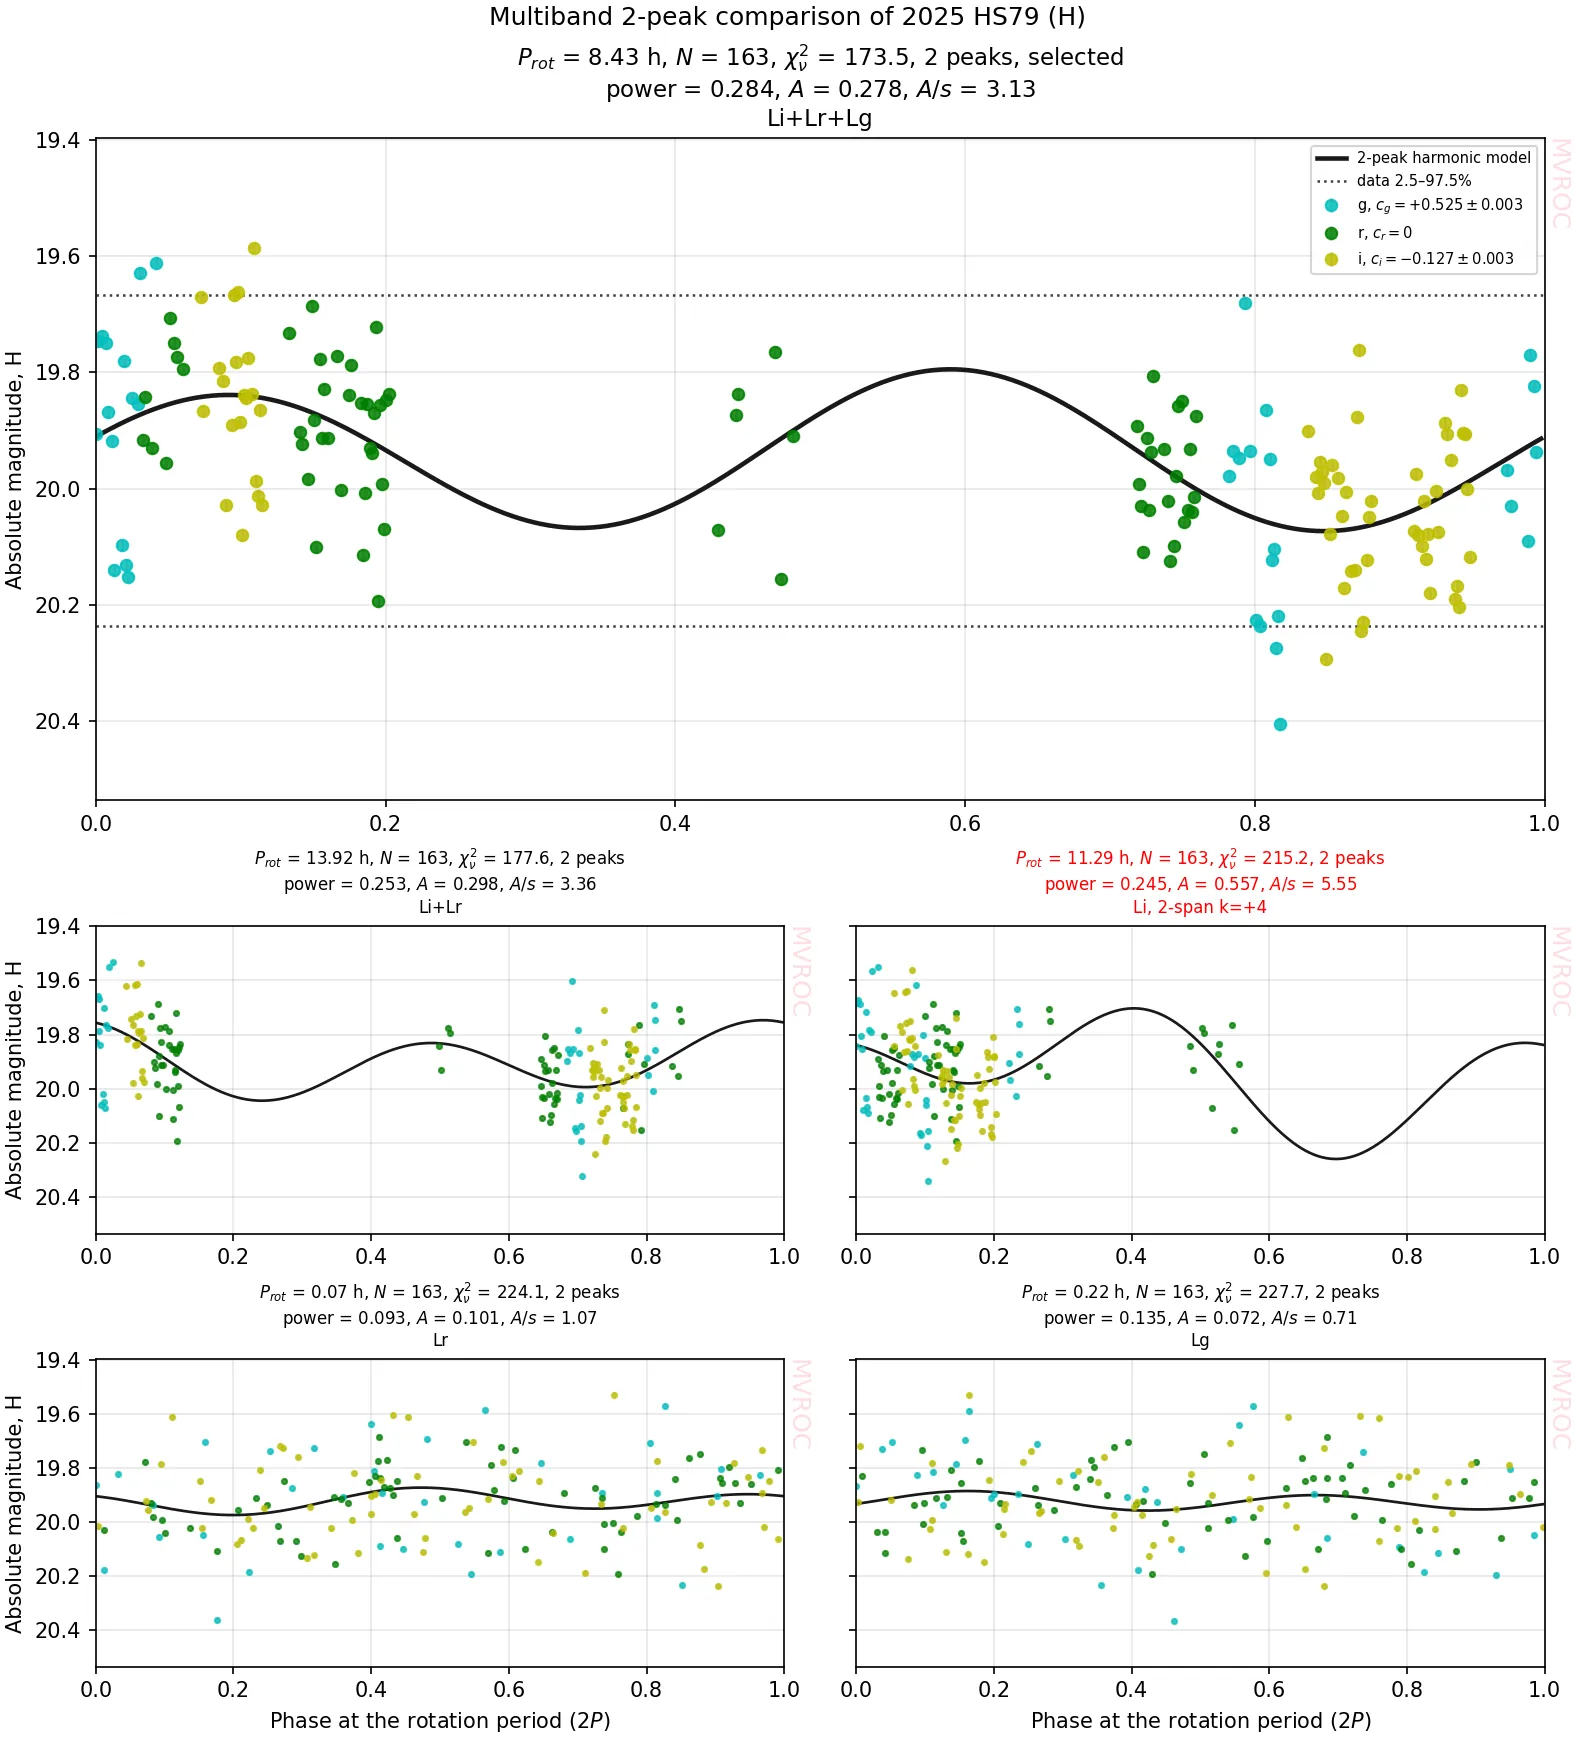 Multiband 2-peak comparison of 2025 HS79 (H)
P_rot = 8.43 h, N = 163, χ²_ν = 173.5, 2 peaks, selected
power = 0.284, A = 0.278, A/s = 3.13
Li+Lr+Lg
2-peak harmonic model
data 2.5–97.5%
g, c_g = +0.525 ± 0.003
r, c_r = 0
i, c_i = −0.127 ± 0.003
MVROC
Absolute magnitude, H
19.4
19.6
19.8
20.0
20.2
20.4
0.0 0.2 0.4 0.6 0.8 1.0
P_rot = 13.92 h, N = 163, χ²_ν = 177.6, 2 peaks
power = 0.253, A = 0.298, A/s = 3.36
Li+Lr
MVROC
Absolute magnitude, H
19.4
19.6
19.8
20.0
20.2
20.4
0.0 0.2 0.4 0.6 0.8 1.0
P_rot = 11.29 h, N = 163, χ²_ν = 215.2, 2 peaks
power = 0.245, A = 0.557, A/s = 5.55
Li, 2-span k=+4
MVROC
0.0 0.2 0.4 0.6 0.8 1.0
P_rot = 0.07 h, N = 163, χ²_ν = 224.1, 2 peaks
power = 0.093, A = 0.101, A/s = 1.07
Lr
MVROC
Absolute magnitude, H
19.4
19.6
19.8
20.0
20.2
20.4
0.0 0.2 0.4 0.6 0.8 1.0
Phase at the rotation period (2P)
P_rot = 0.22 h, N = 163, χ²_ν = 227.7, 2 peaks
power = 0.135, A = 0.072, A/s = 0.71
Lg
MVROC
0.0 0.2 0.4 0.6 0.8 1.0
Phase at the rotation period (2P)